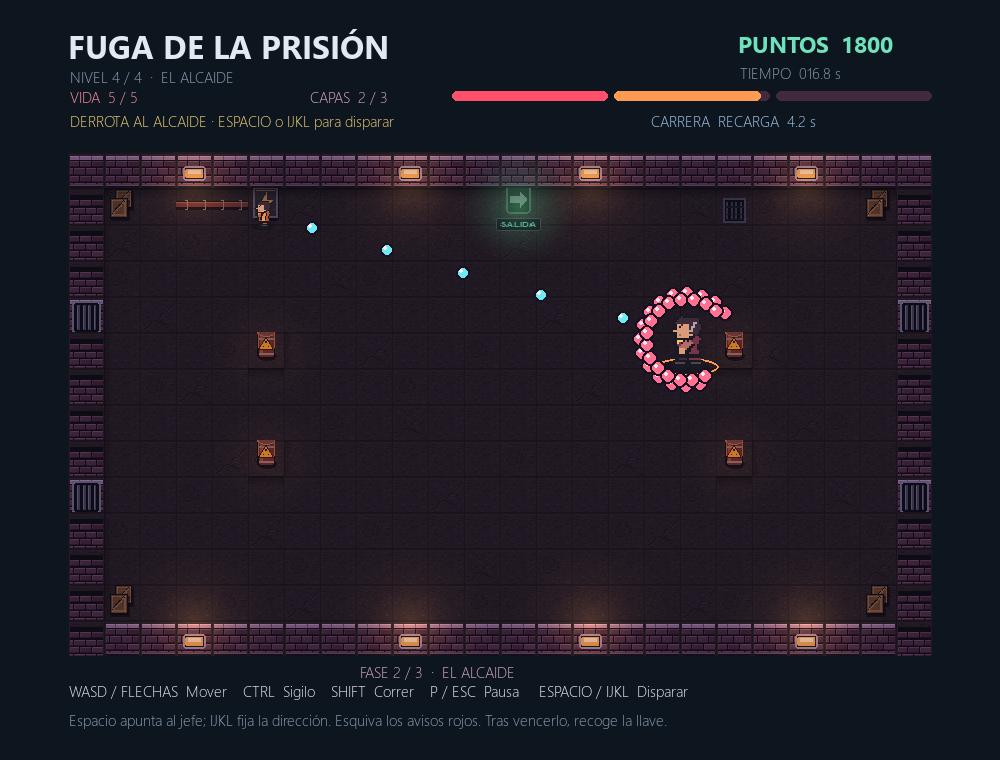 FUGA DE LA PRISIÓN
PUNTOS 1800
NIVEL 4 / 4 · EL ALCAIDE
TIEMPO 016.8 s
VIDA 5 / 5
CAPAS 2 / 3
DERROTA AL ALCAIDE · ESPACIO o IJKL para disparar
CARRERA RECARGA 4.2 s
SALIDA
FASE 2 / 3 · EL ALCAIDE
WASD / FLECHAS Mover CTRL Sigilo SHIFT Correr P / ESC Pausa ESPACIO / IJKL Disparar
Espacio apunta al jefe; IJKL fija la dirección. Esquiva los avisos rojos. Tras vencerlo, recoge la llave.